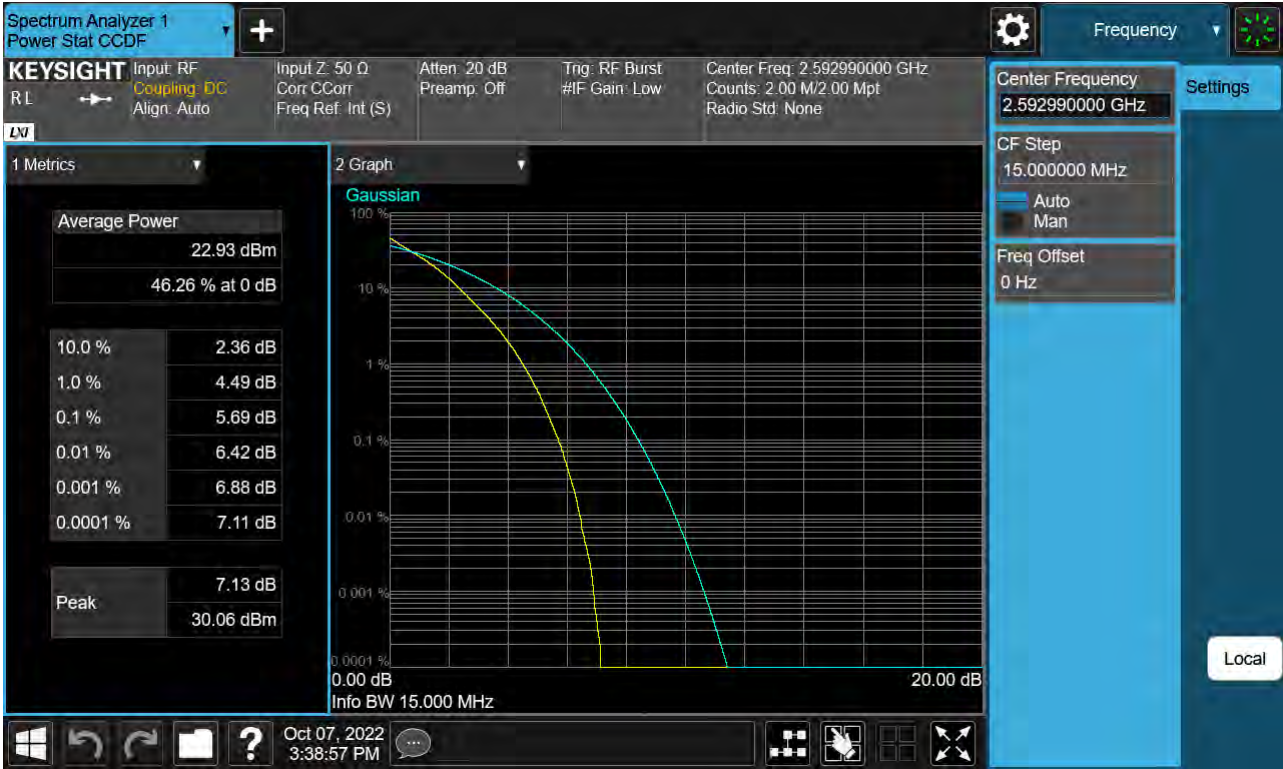 Spectrum Analyzer 1
Power Stat CCDF
+
Frequency
KEYSIGHT
R L
LXI
Input: RF
Coupling: DC
Align: Auto
Input Z: 50 Ω
Corr CCorr
Freq Ref: Int (S)
Atten: 20 dB
Preamp: Off
Trig: RF Burst
#IF Gain: Low
Center Freq: 2.592990000 GHz
Counts: 2.00 M/2.00 Mpt
Radio Std: None
Center Frequency
2.592990000 GHz
Settings
CF Step
15.000000 MHz
Auto
Man
Freq Offset
0 Hz
Local
1 Metrics
Average Power
22.93 dBm
46.26 % at 0 dB
10.0 % 2.36 dB
1.0 % 4.49 dB
0.1 % 5.69 dB
0.01 % 6.42 dB
0.001 % 6.88 dB
0.0001 % 7.11 dB
Peak
7.13 dB
30.06 dBm
2 Graph
Gaussian
100 %
10 %
1 %
0.1 %
0.01 %
0.001 %
0.0001 %
0.00 dB 20.00 dB
Info BW 15.000 MHz
?
Oct 07, 2022
3:38:57 PM